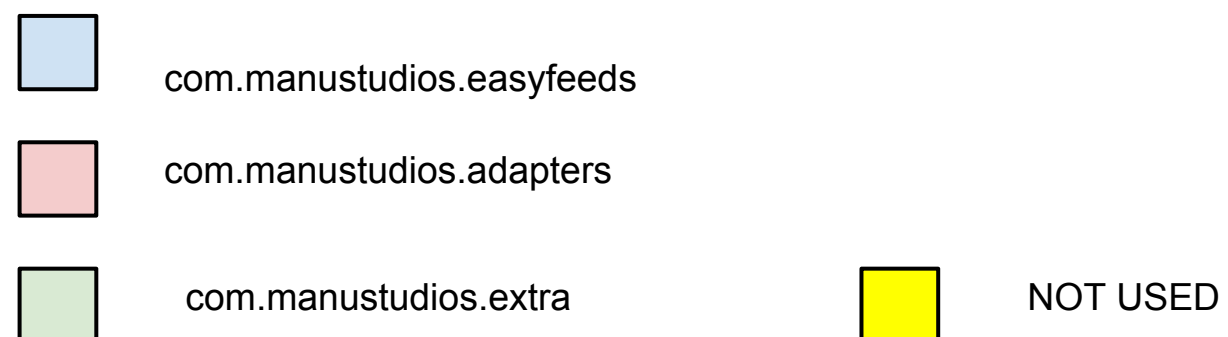 com.manustudios.easyfeeds
com.manustudios.adapters
com.manustudios.extra
NOT USED